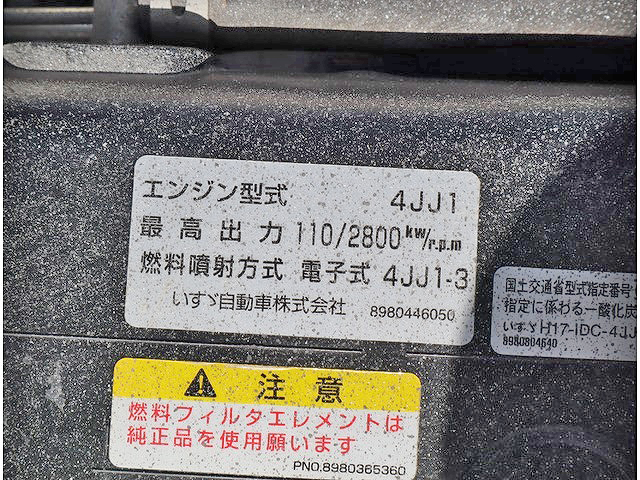 エンジン型式 4JJ1
最高出力 110/2800 kw/r.p.m
燃料噴射方式 電子式 4JJ1-3
いすゞ自動車株式会社 8980446050
国土交通省型式指定番号
指定に係わる一酸化炭
いすゞH17-IDC-4JJ
8980804640
注意
燃料フィルタエレメントは
純正品を使用願います
PNO.8980365360